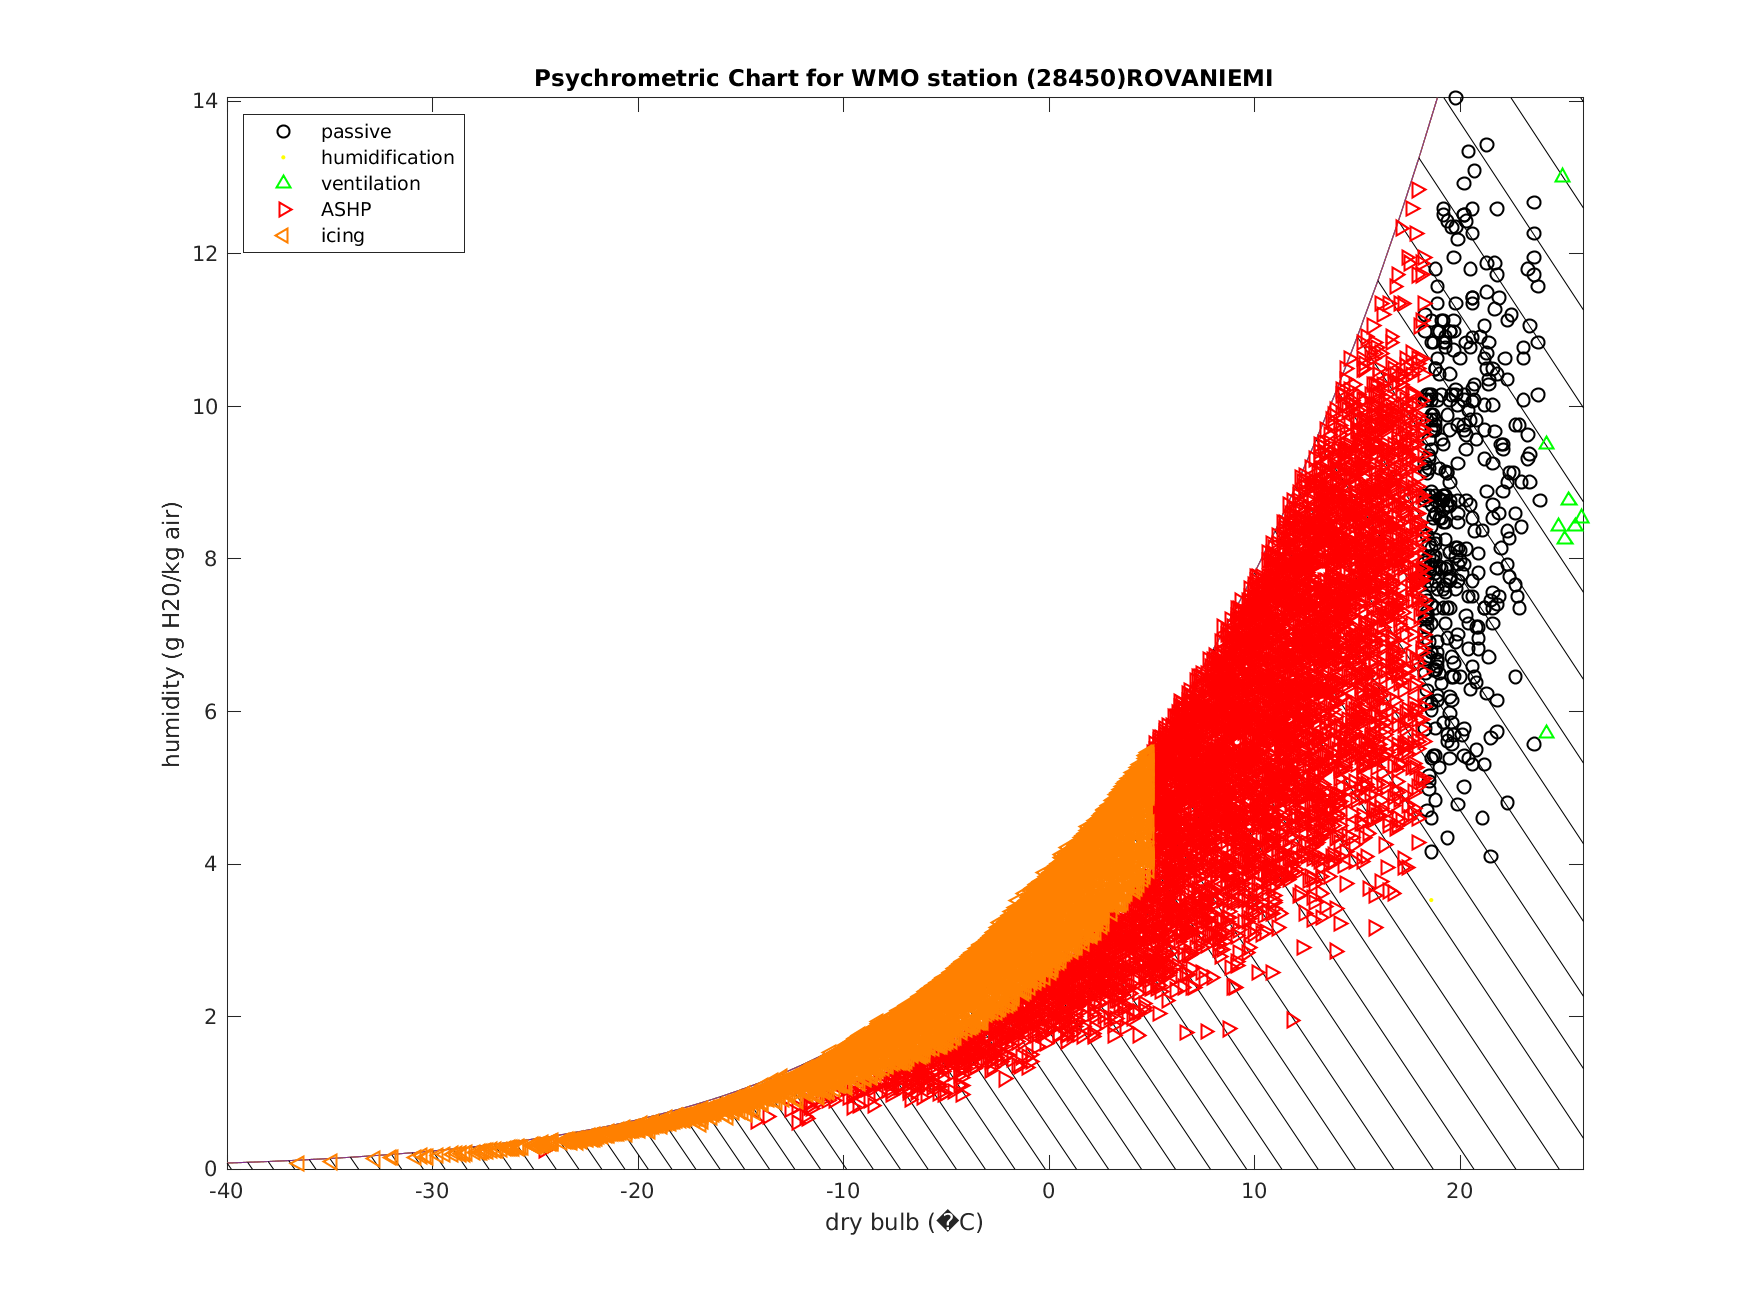 Psychrometric Chart for WMO station (28450)ROVANIEMI
passive
humidification
ventilation
ASHP
icing
humidity (g H20/kg air)
14
12
10
8
6
4
2
0
-40 -30 -20 -10 0 10 20
dry bulb (�C)